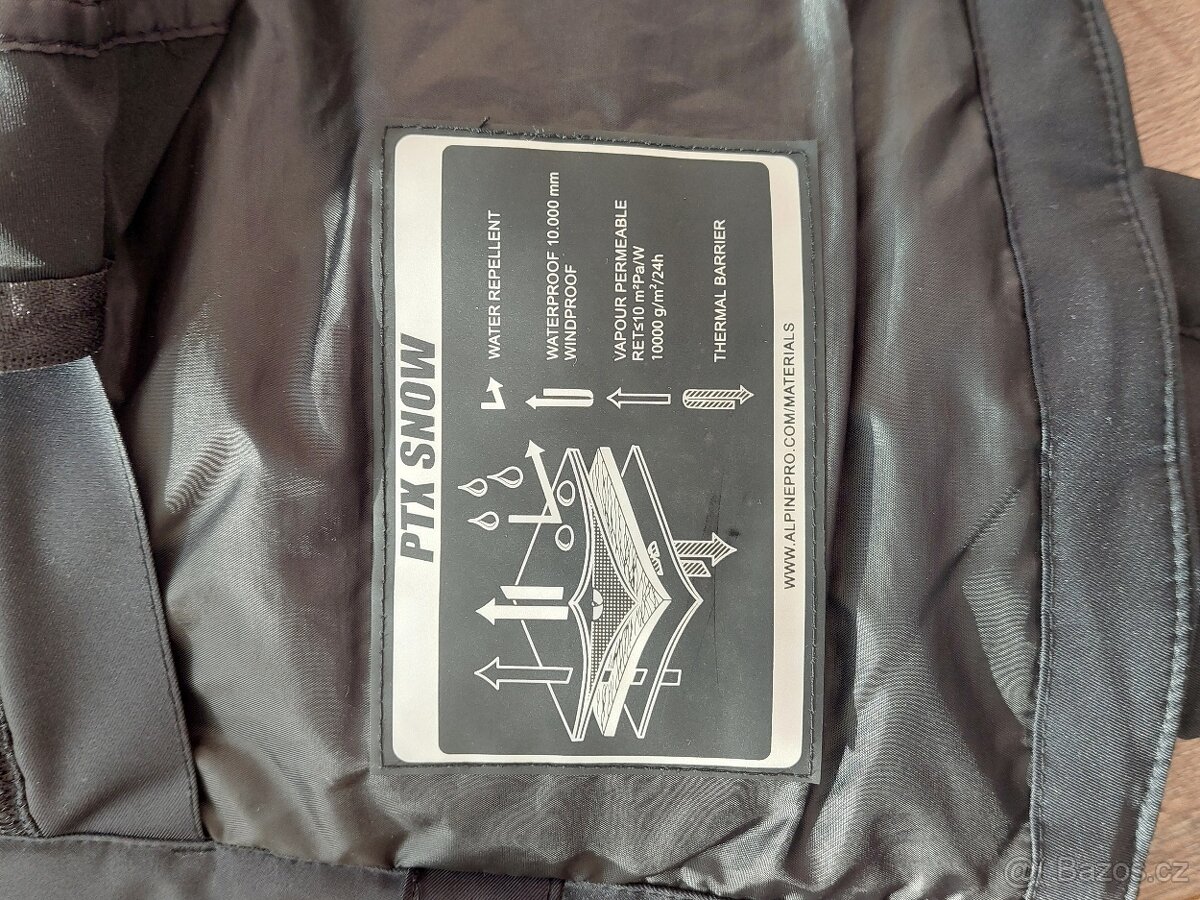 PTX SNOW
WATER REPELLENT
WATERPROOF 10.000 mm
WINDPROOF
VAPOUR PERMEABLE
RET≤10 m²Pa/W
10000 g/m²/24h
THERMAL BARRIER
WWW.ALPINEPRO.COM/MATERIALS
Bazos.cz